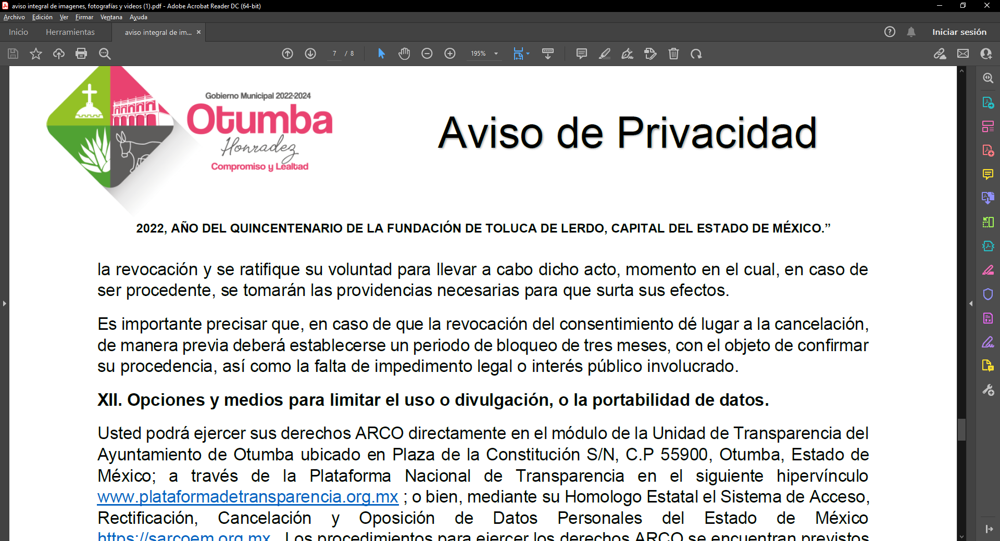 aviso integral de imagenes, fotografías y videos (1).pdf - Adobe Acrobat Reader DC (64-bit)
Archivo Edición Ver Firmar Ventana Ayuda
Inicio Herramientas aviso integral de im... Iniciar sesión
7 / 8 195%
Gobierno Municipal 2022-2024
Otumba
Honradez
Compromiso y Lealtad
Aviso de Privacidad
2022, AÑO DEL QUINCENTENARIO DE LA FUNDACIÓN DE TOLUCA DE LERDO, CAPITAL DEL ESTADO DE MÉXICO.”
la revocación y se ratifique su voluntad para llevar a cabo dicho acto, momento en el cual, en caso de
ser procedente, se tomarán las providencias necesarias para que surta sus efectos.
Es importante precisar que, en caso de que la revocación del consentimiento dé lugar a la cancelación,
de manera previa deberá establecerse un periodo de bloqueo de tres meses, con el objeto de confirmar
su procedencia, así como la falta de impedimento legal o interés público involucrado.
XII. Opciones y medios para limitar el uso o divulgación, o la portabilidad de datos.
Usted podrá ejercer sus derechos ARCO directamente en el módulo de la Unidad de Transparencia del
Ayuntamiento de Otumba ubicado en Plaza de la Constitución S/N, C.P 55900, Otumba, Estado de
México; a través de la Plataforma Nacional de Transparencia en el siguiente hipervínculo
www.plataformadetransparencia.org.mx ; o bien, mediante su Homologo Estatal el Sistema de Acceso,
Rectificación, Cancelación y Oposición de Datos Personales del Estado de México
https://sarcoem.org.mx . Los procedimientos para ejercer los derechos ARCO se encuentran previstos